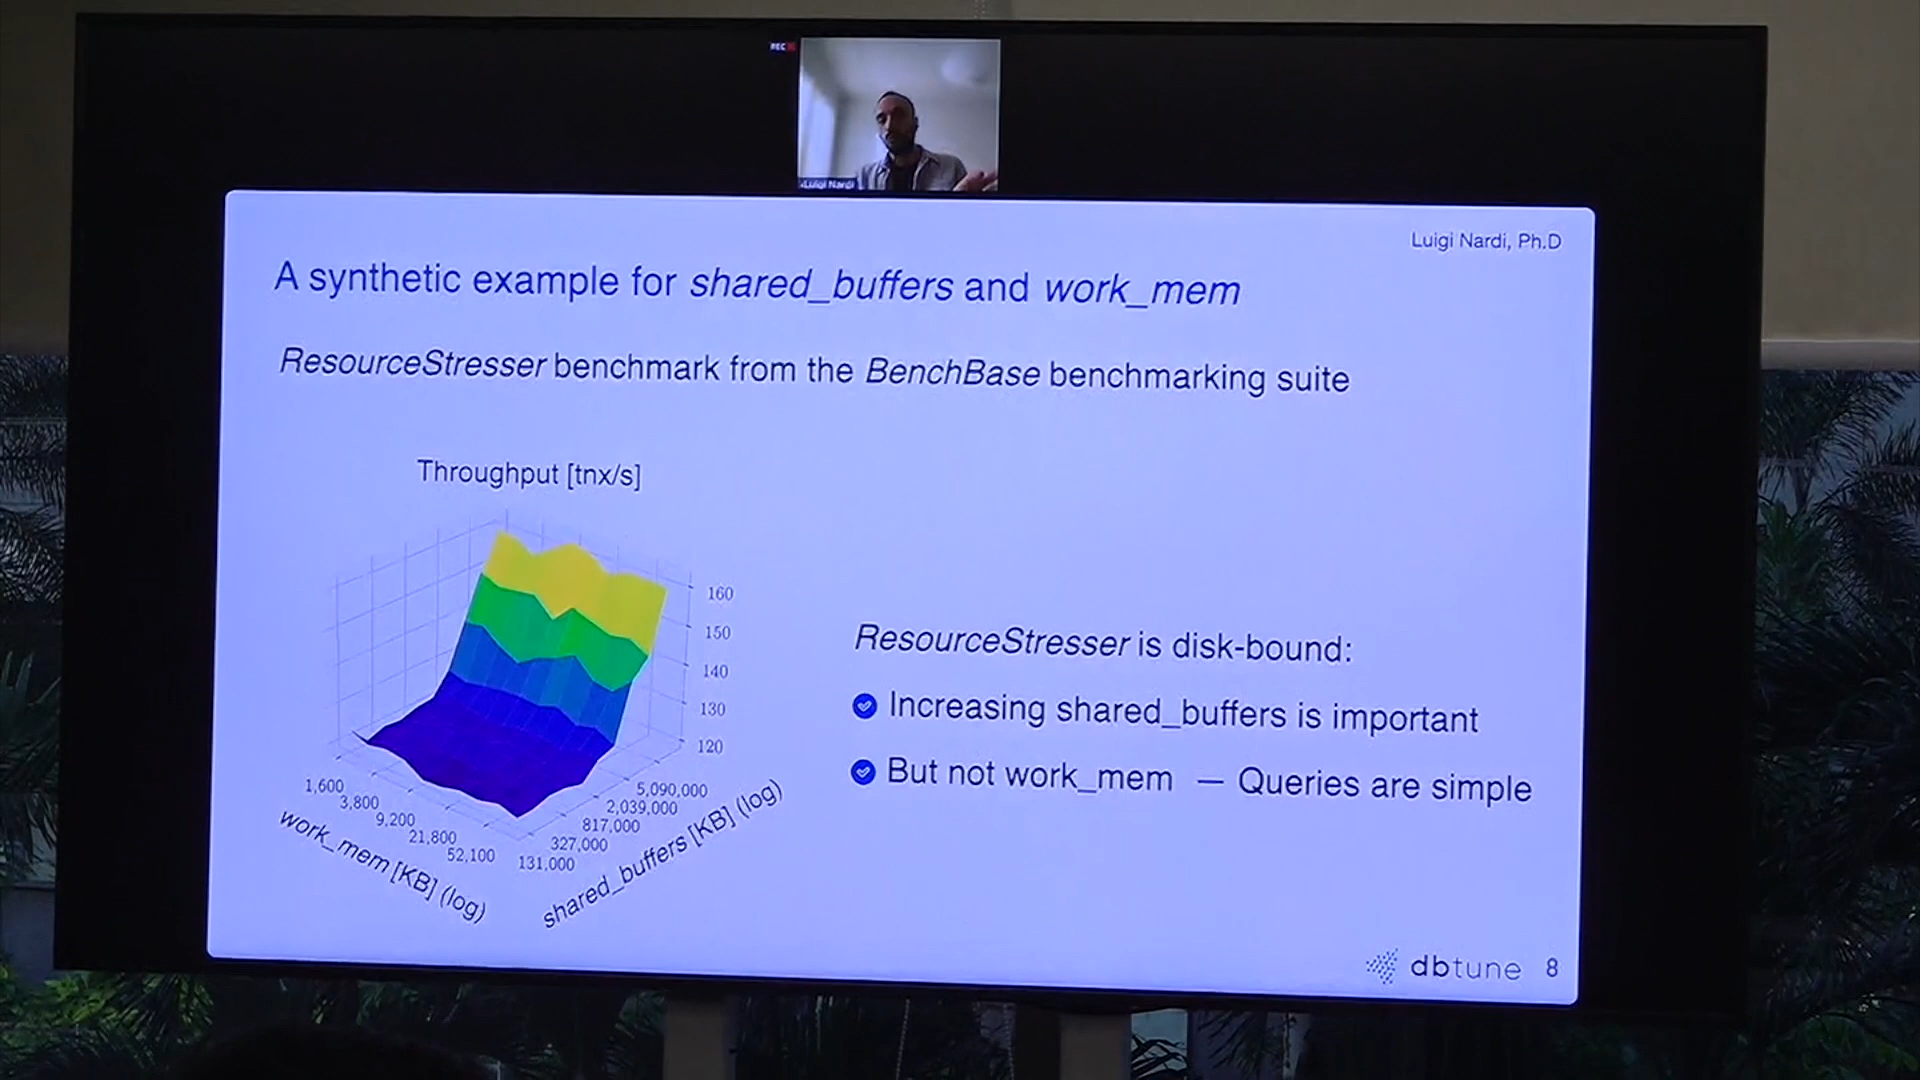 REC
Luigi Nardi
Luigi Nardi, Ph.D
A synthetic example for shared_buffers and work_mem
ResourceStresser benchmark from the BenchBase benchmarking suite
Throughput [tnx/s]
160
150
140
130
120
1,600
3,800
9,200
21,800
52,100
work_mem [KB] (log)
5,090,000
2,039,000
817,000
327,000
131,000
shared_buffers [KB] (log)
ResourceStresser is disk-bound:
Increasing shared_buffers is important
But not work_mem — Queries are simple
dbtune 8